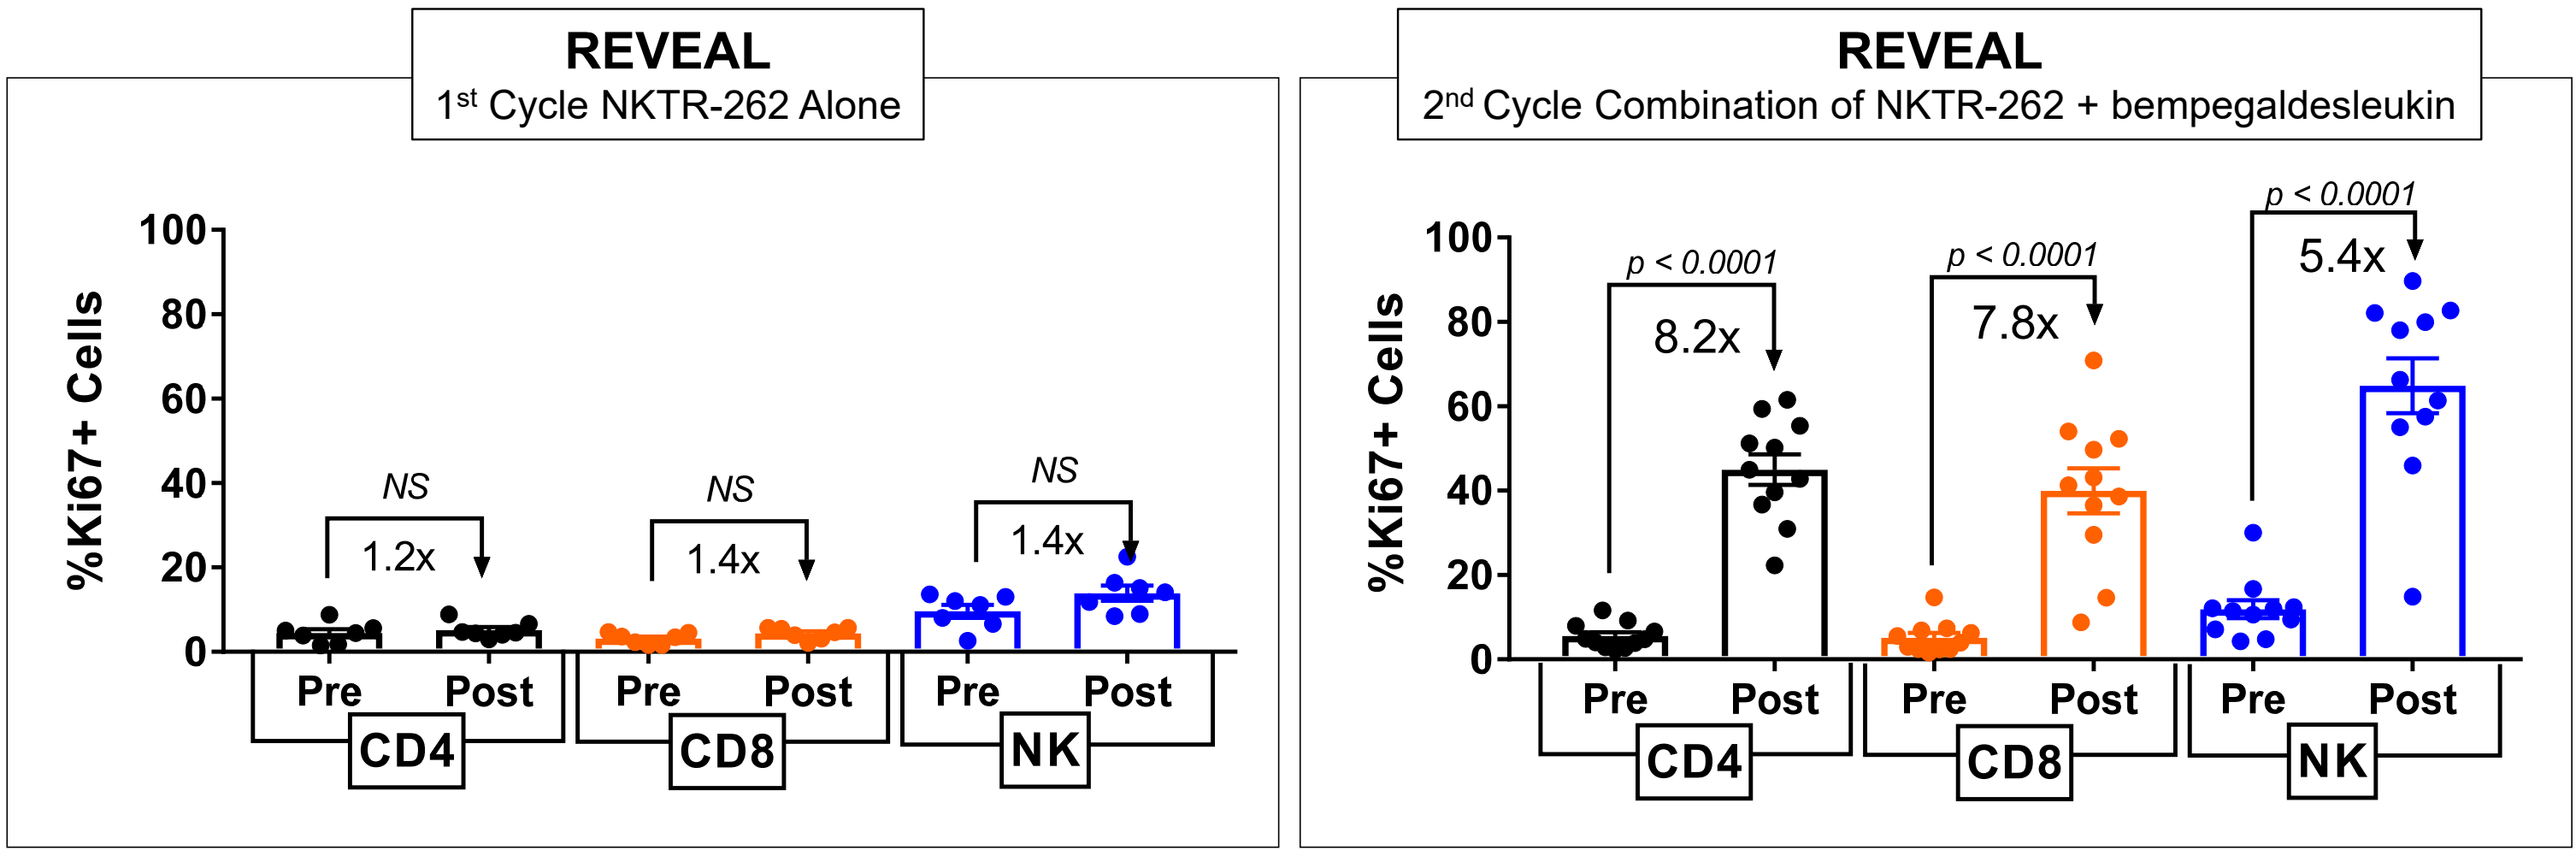 REVEAL
1st Cycle NKTR-262 Alone
%Ki67+ Cells
100
80
60
40
20
0
NS
1.2x
NS
1.4x
NS
1.4x
Pre
Post
Pre
Post
Pre
Post
CD4
CD8
NK
REVEAL
2nd Cycle Combination of NKTR-262 + bempegaldesleukin
%Ki67+ Cells
100
80
60
40
20
0
p < 0.0001
8.2x
p < 0.0001
7.8x
p < 0.0001
5.4x
Pre
Post
Pre
Post
Pre
Post
CD4
CD8
NK